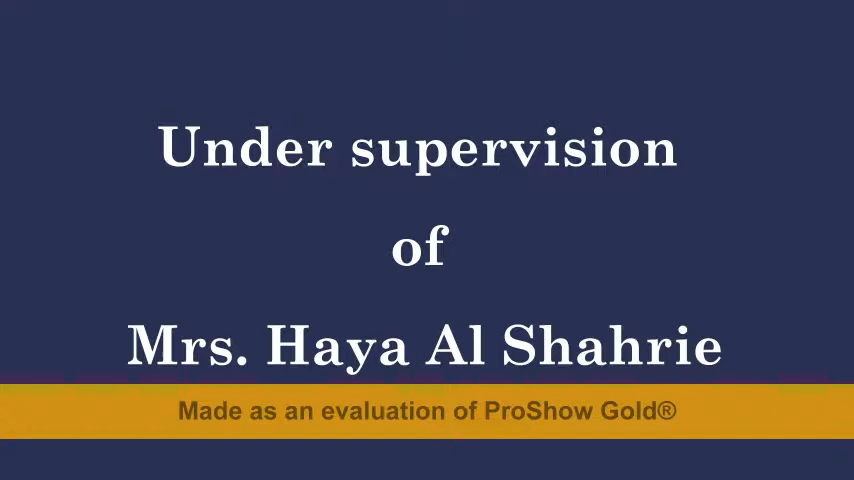 Under supervision
of
Mrs. Haya Al Shahrie
Made as an evaluation of ProShow Gold®